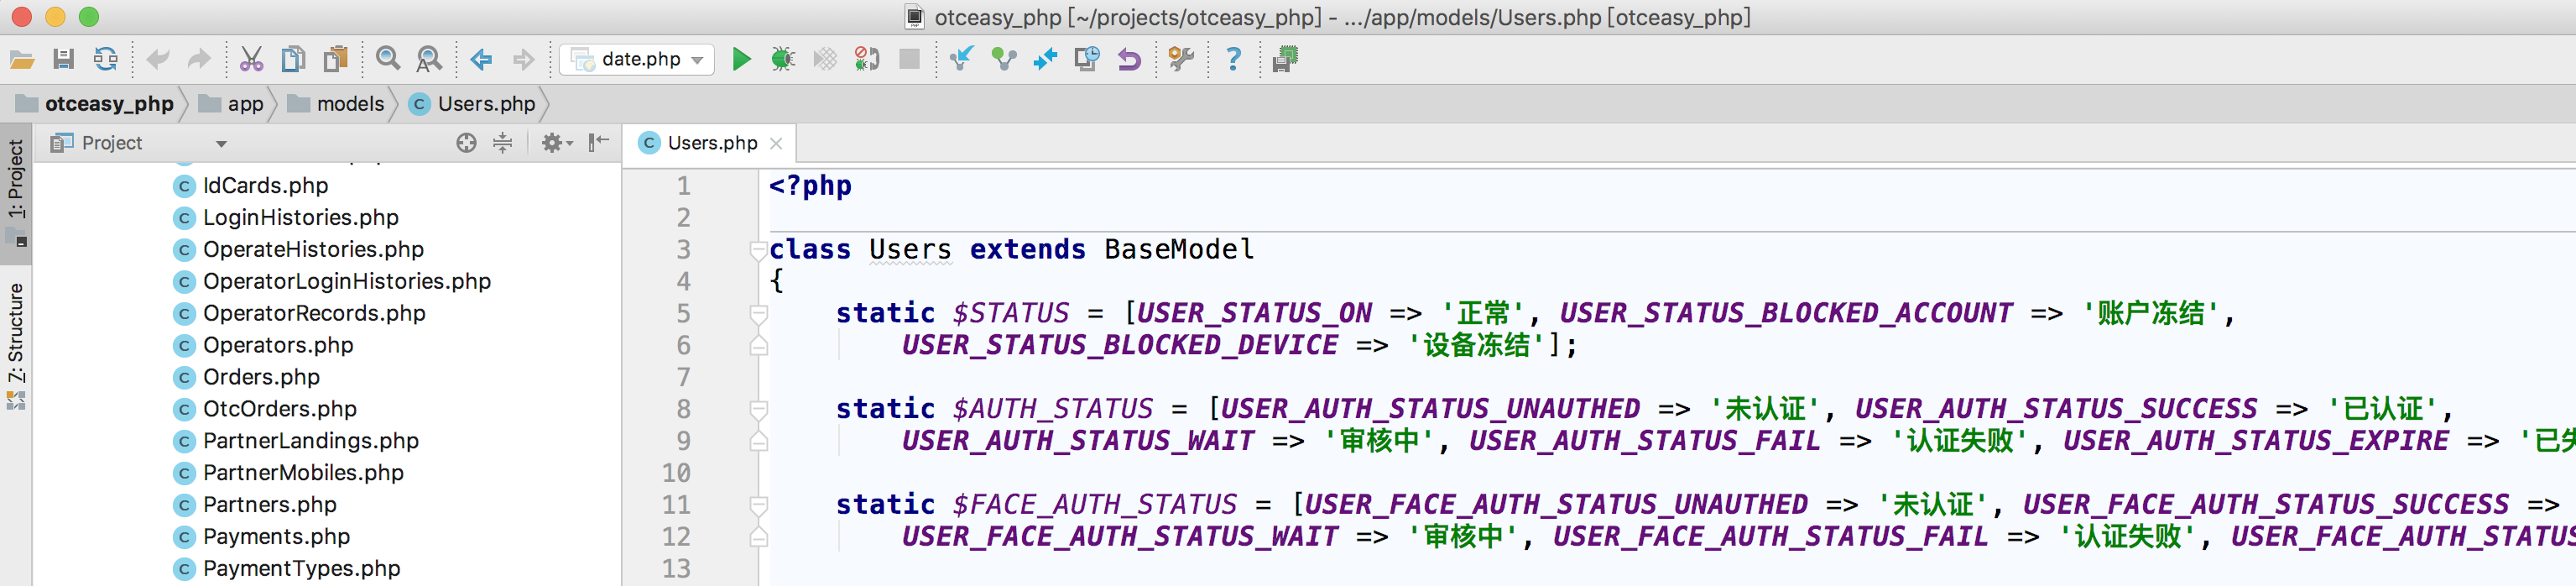 otceasy_php [~/projects/otceasy_php] - .../app/models/Users.php [otceasy_php]
date.php
otceasy_php app models Users.php
1: Project
Z: Structure
Project
IdCards.php
LoginHistories.php
OperateHistories.php
OperatorLoginHistories.php
OperatorRecords.php
Operators.php
Orders.php
OtcOrders.php
PartnerLandings.php
PartnerMobiles.php
Partners.php
Payments.php
PaymentTypes.php
Users.php
1 <?php
2
3 class Users extends BaseModel
4 {
5 static $STATUS = [USER_STATUS_ON => '正常', USER_STATUS_BLOCKED_ACCOUNT => '账户冻结',
6 USER_STATUS_BLOCKED_DEVICE => '设备冻结'];
7
8 static $AUTH_STATUS = [USER_AUTH_STATUS_UNAUTHED => '未认证', USER_AUTH_STATUS_SUCCESS => '已认证',
9 USER_AUTH_STATUS_WAIT => '审核中', USER_AUTH_STATUS_FAIL => '认证失败', USER_AUTH_STATUS_EXPIRE => '已
10
11 static $FACE_AUTH_STATUS = [USER_FACE_AUTH_STATUS_UNAUTHED => '未认证', USER_FACE_AUTH_STATUS_SUCCESS =>
12 USER_FACE_AUTH_STATUS_WAIT => '审核中', USER_FACE_AUTH_STATUS_FAIL => '认证失败', USER_FACE_AUTH_STATUS
13